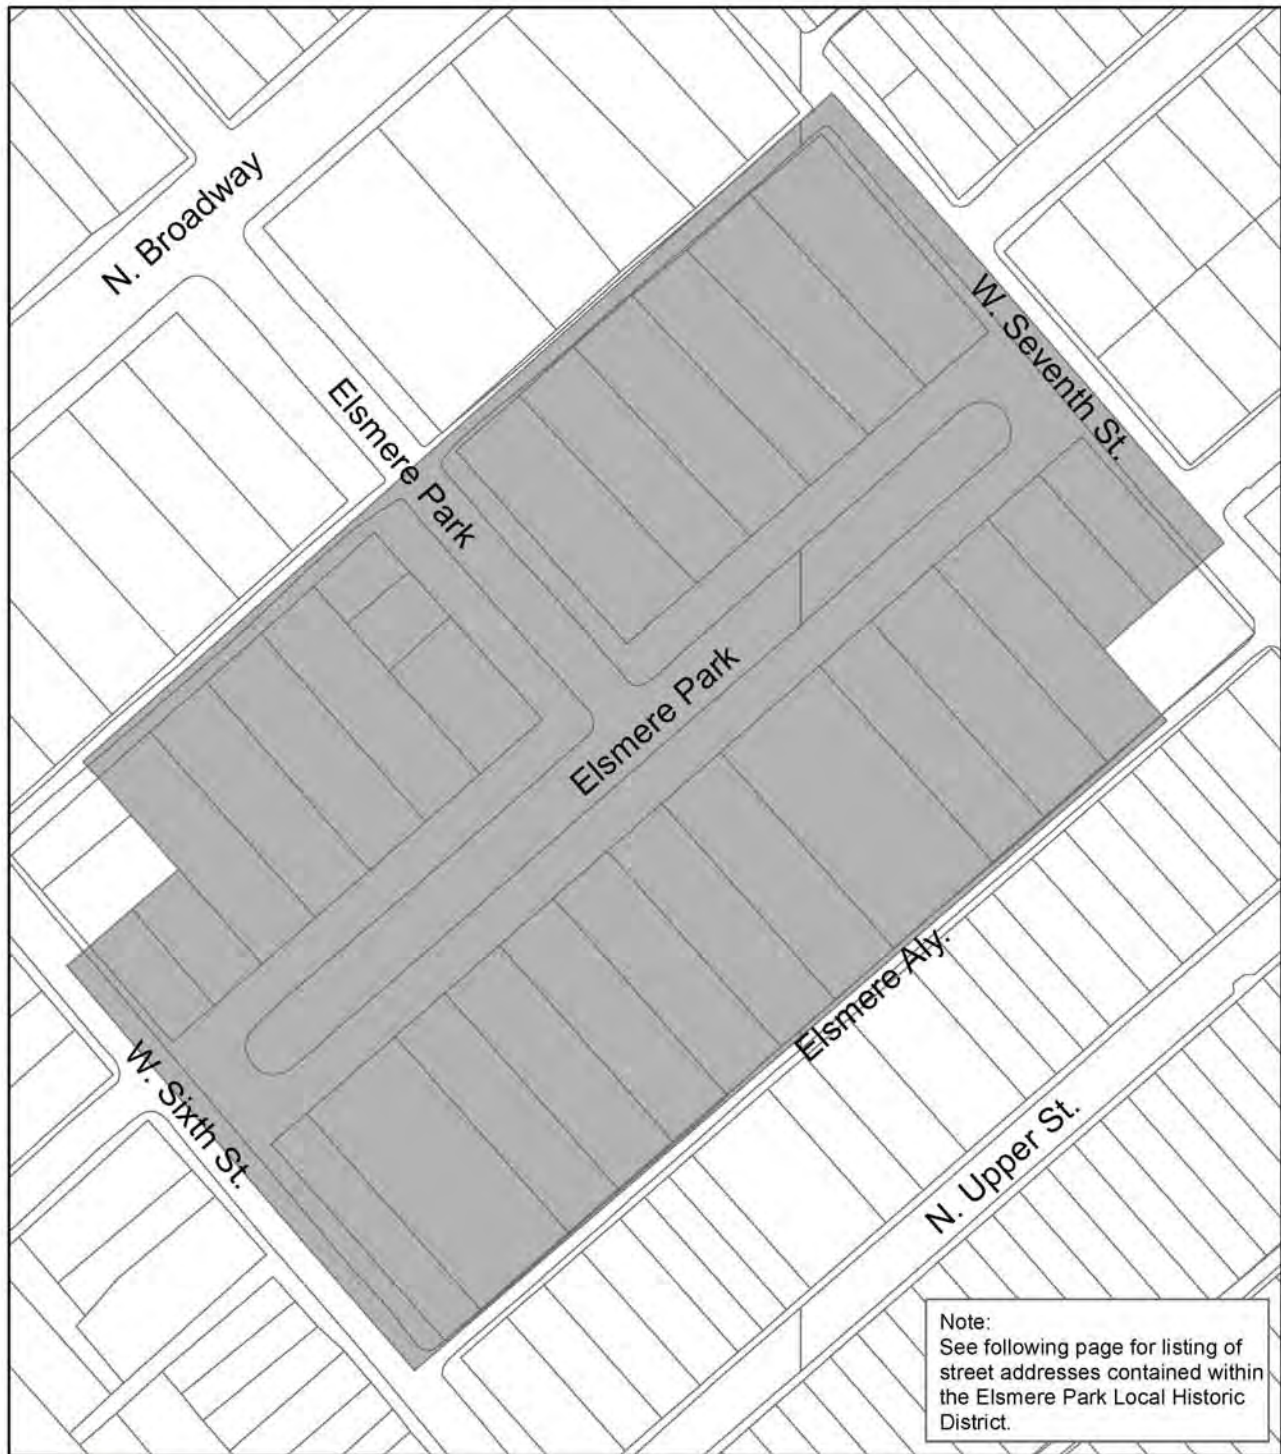 N. Broadway
W. Seventh St.
Elsmere Park
Elsmere Park
Elsmere Aly.
W. Sixth St.
N. Upper St.
Note:
See following page for listing of
street addresses contained within
the Elsmere Park Local Historic
District.